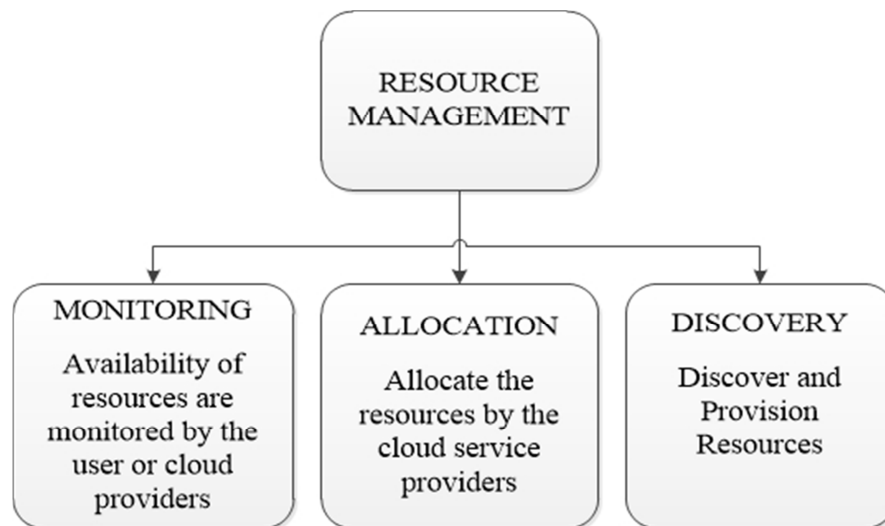 RESOURCE
MANAGEMENT
MONITORING
Availability of
resources are
monitored by the
user or cloud
providers
ALLOCATION
Allocate the
resources by the
cloud service
providers
DISCOVERY
Discover and
Provision
Resources